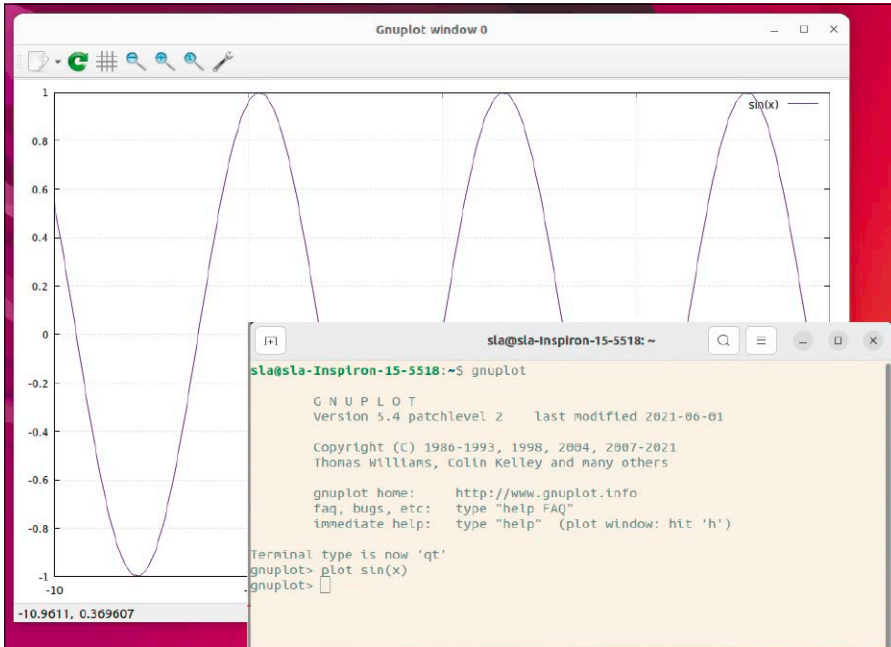 Gnuplot window 0
sin(x)
1
0.8
0.6
0.4
0.2
0
-0.2
-0.4
-0.6
-0.8
-1
-10
-10.9611, 0.369607
sla@sla-Inspiron-15-5518: ~
sla@sla-Inspiron-15-5518:~$ gnuplot
G N U P L O T
Version 5.4 patchlevel 2    last modified 2021-06-01
Copyright (C) 1986-1993, 1998, 2004, 2007-2021
Thomas Williams, Colin Kelley and many others
gnuplot home:     http://www.gnuplot.info
faq, bugs, etc:   type "help FAQ"
immediate help:   type "help"  (plot window: hit 'h')
Terminal type is now 'qt'
gnuplot> plot sin(x)
gnuplot>